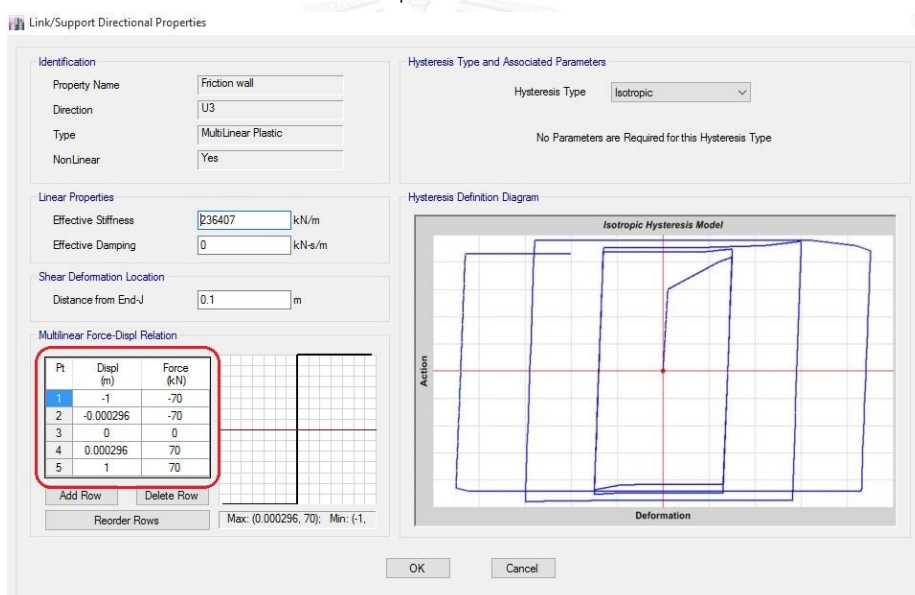 Link/Support Directional Properties
Identification
Property Name Friction wall
Direction U3
Type MultiLinear Plastic
NonLinear Yes
Hysteresis Type and Associated Parameters
Hysteresis Type Isotropic
No Parameters are Required for this Hysteresis Type
Linear Properties
Effective Stiffness 236407 kN/m
Effective Damping 0 kN-s/m
Shear Deformation Location
Distance from End-J 0.1 m
Multilinear Force-Displ Relation
Pt Displ (m) Force (kN)
1 -1 -70
2 -0.000296 -70
3 0 0
4 0.000296 70
5 1 70
Add Row Delete Row
Reorder Rows Max: (0.000296, 70); Min: (-1,
Hysteresis Definition Diagram
Isotropic Hysteresis Model
Action
Deformation
OK Cancel